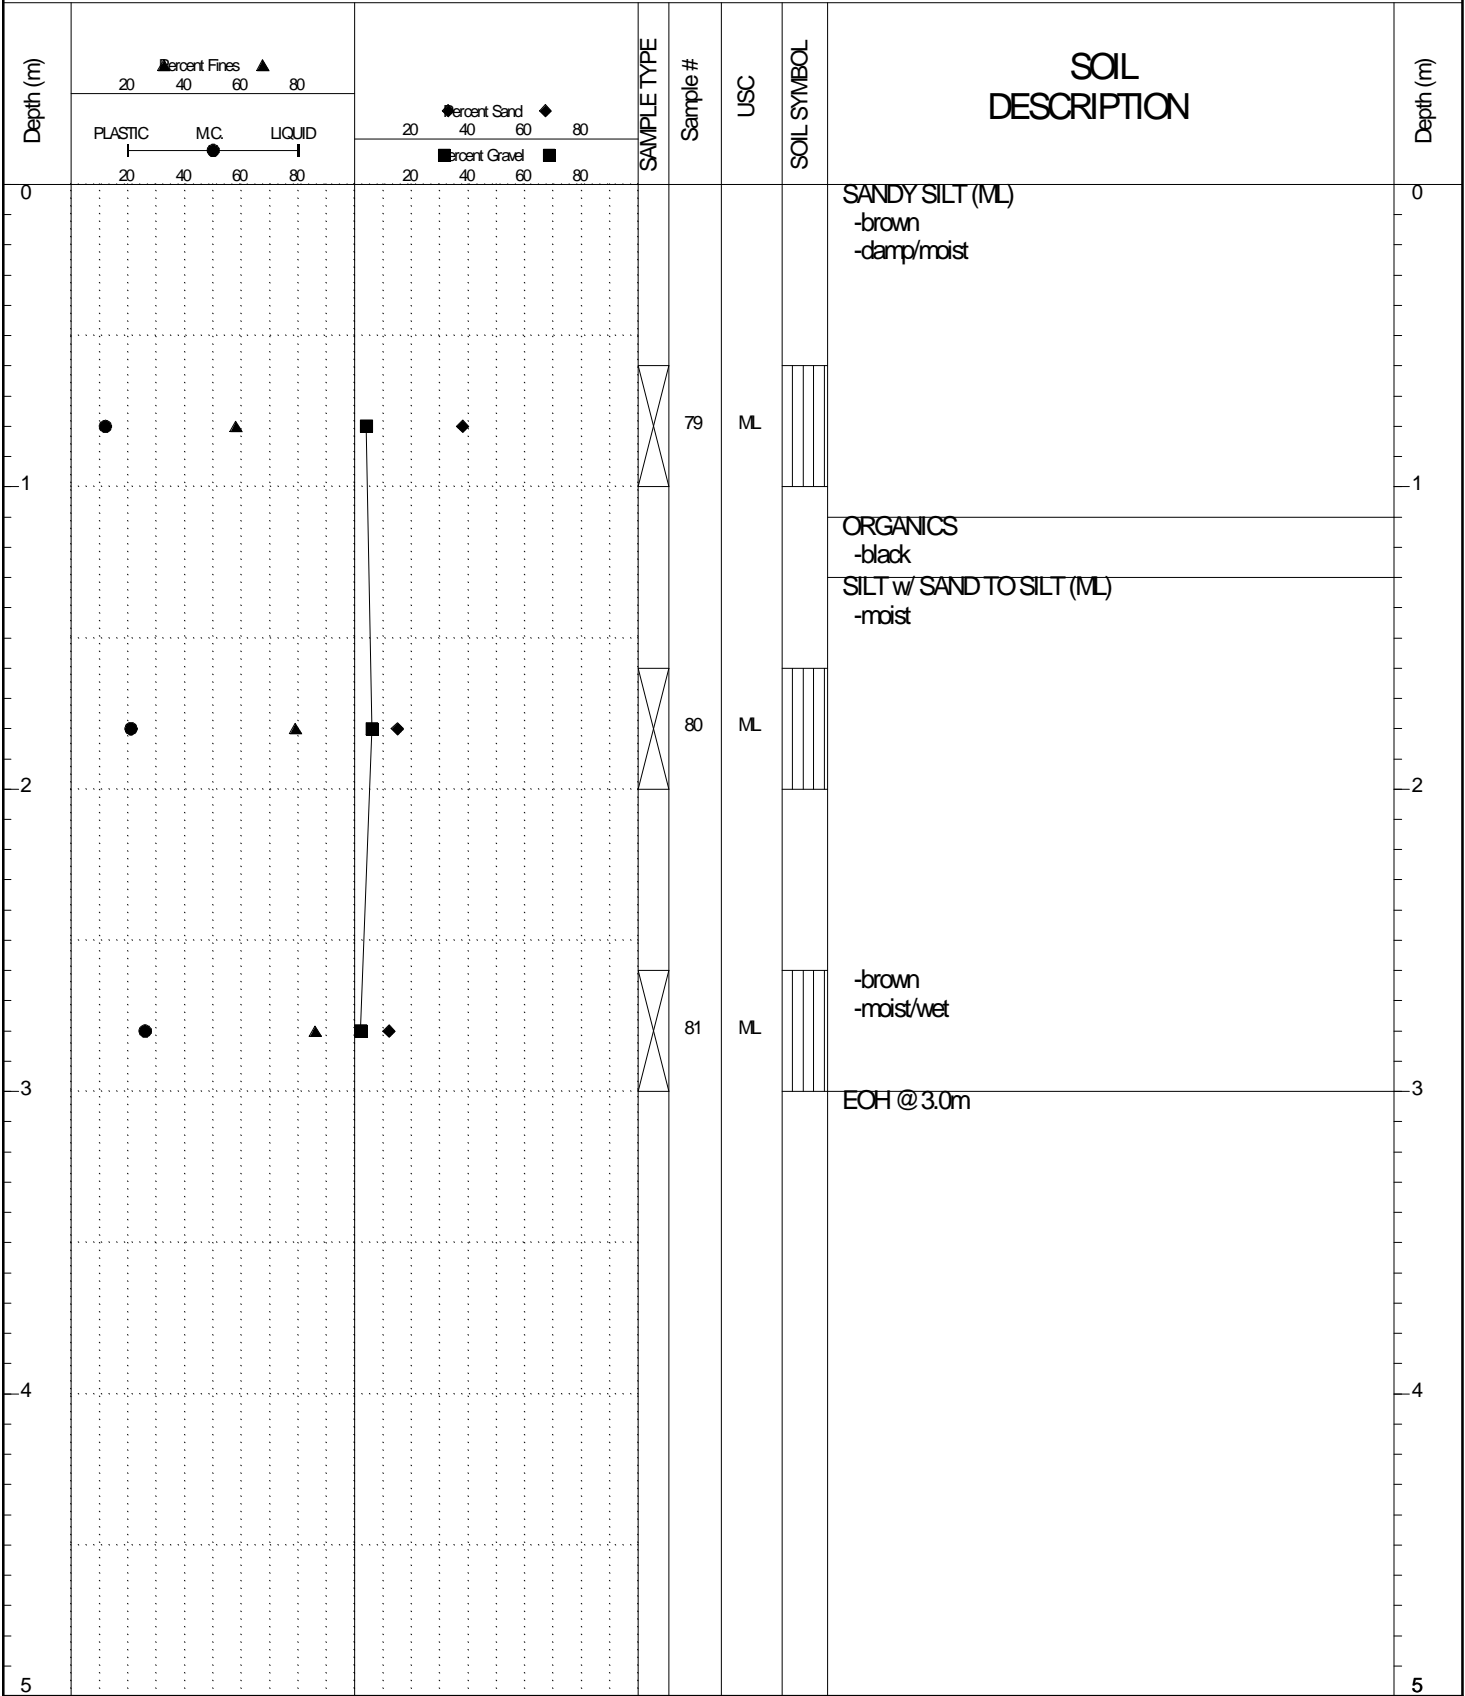 Depth (m)
Percent Fines
20 40 60 80
PLASTIC M.C. LIQUID
20 40 60 80
Percent Sand
20 40 60 80
Percent Gravel
20 40 60 80
SAMPLE TYPE
Sample #
USC
SOIL SYMBOL
SOIL
DESCRIPTION
Depth (m)
0 SANDY SILT (ML) 0
-brown
-damp/moist
79 ML
1 1
ORGANICS
-black
SILT w/ SAND TO SILT (ML)
-moist
80 ML
2 2
-brown
-moist/wet
81 ML
3 3
EOH @ 3.0m
4 4
5 5